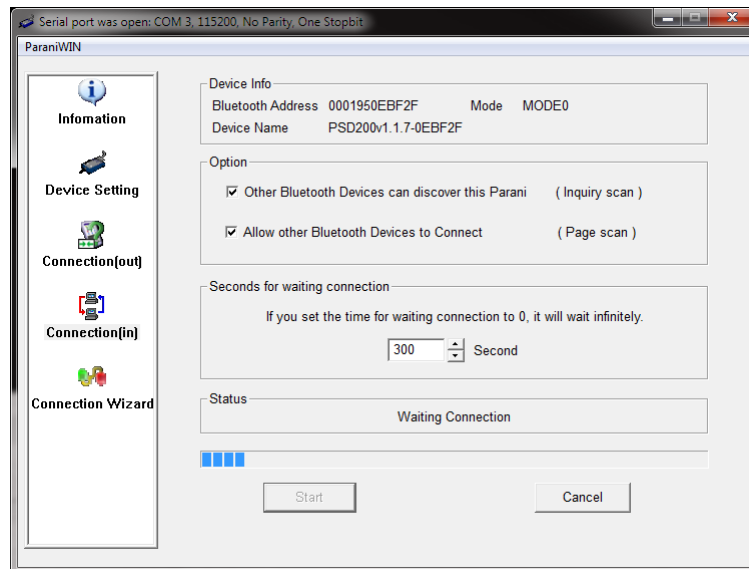 Serial port was open: COM 3, 115200, No Parity, One Stopbit
ParaniWIN
Infomation
Device Setting
Connection(out)
Connection(in)
Connection Wizard
Device Info
Bluetooth Address 0001950EBF2F Mode MODE0
Device Name PSD200v1.1.7-0EBF2F
Option
Other Bluetooth Devices can discover this Parani ( Inquiry scan )
Allow other Bluetooth Devices to Connect ( Page scan )
Seconds for waiting connection
If you set the time for waiting connection to 0, it will wait infinitely.
300 Second
Status
Waiting Connection
Start Cancel